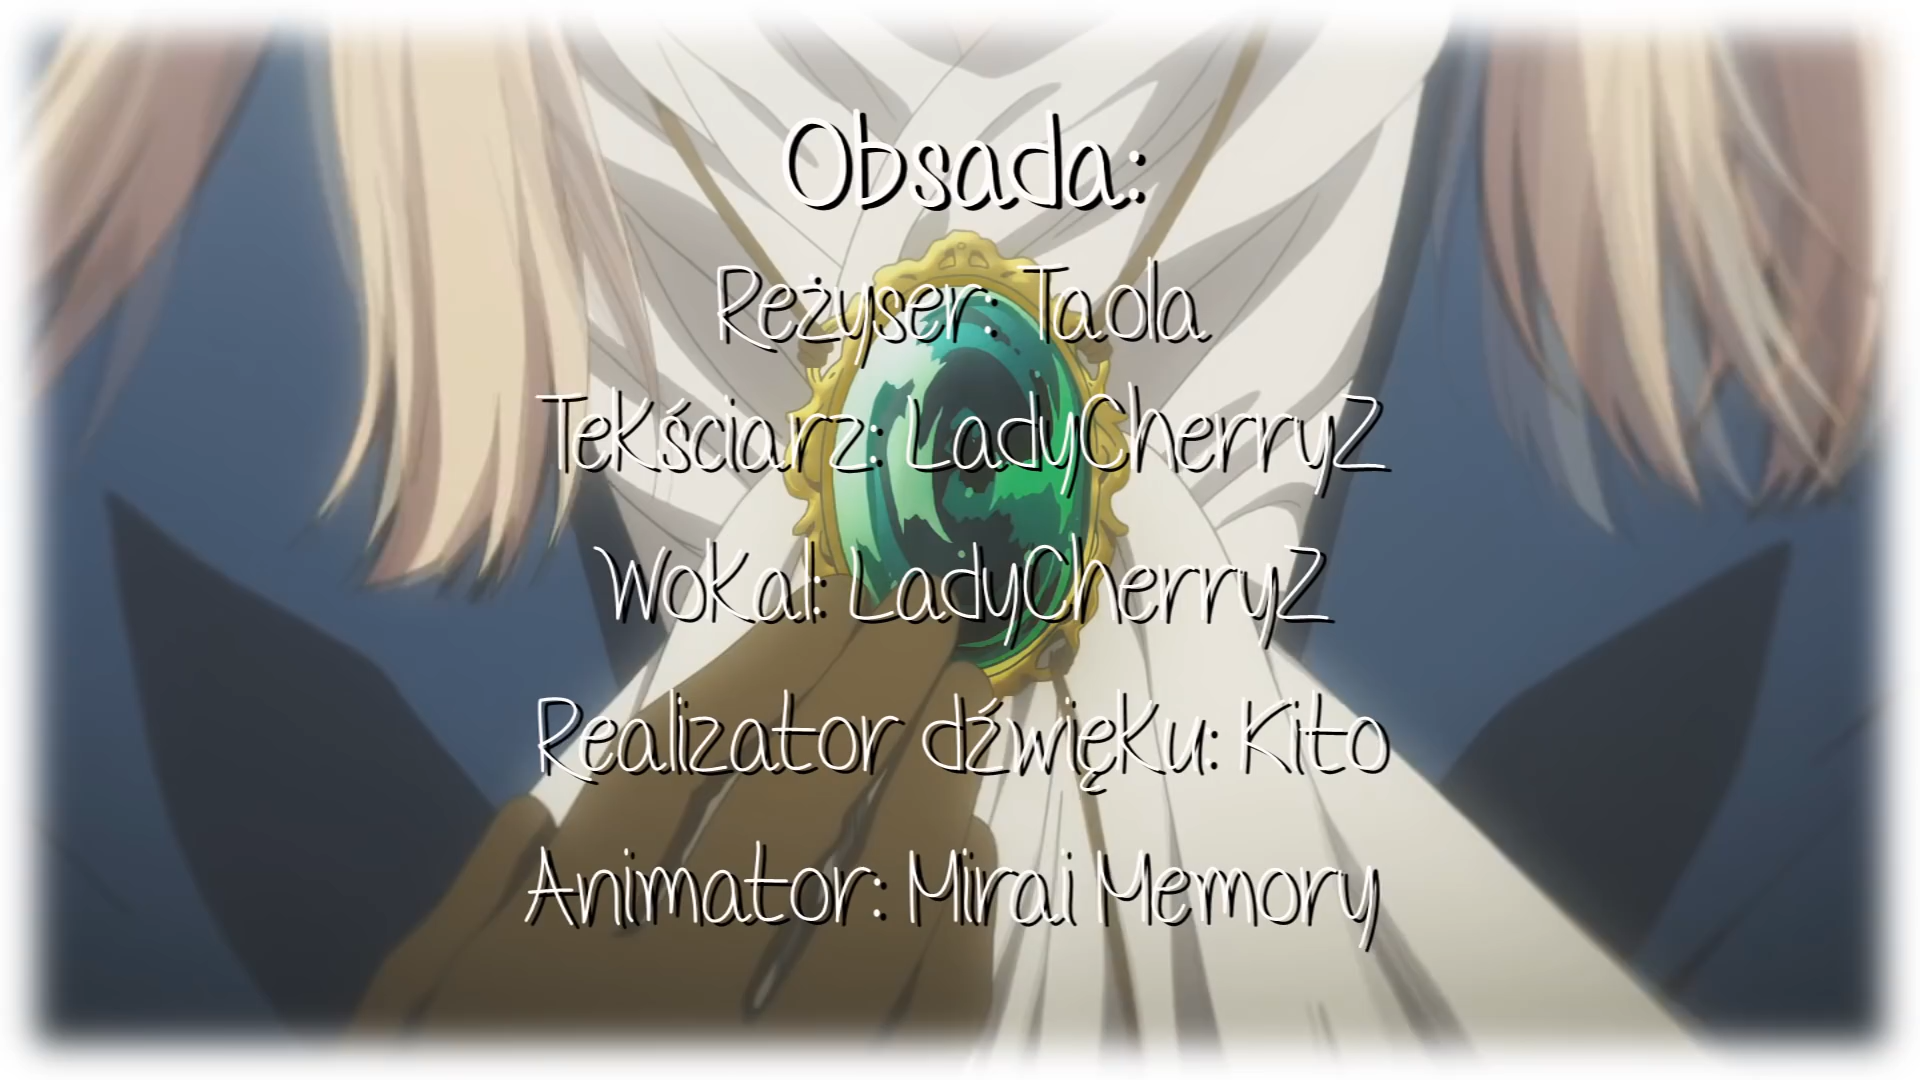 Obsada:
Reżyser: Taola
Tekściarz: LadyCherryZ
Wokal: LadyCherryZ
Realizator dźwięku: Kito
Animator: Mirai Memory